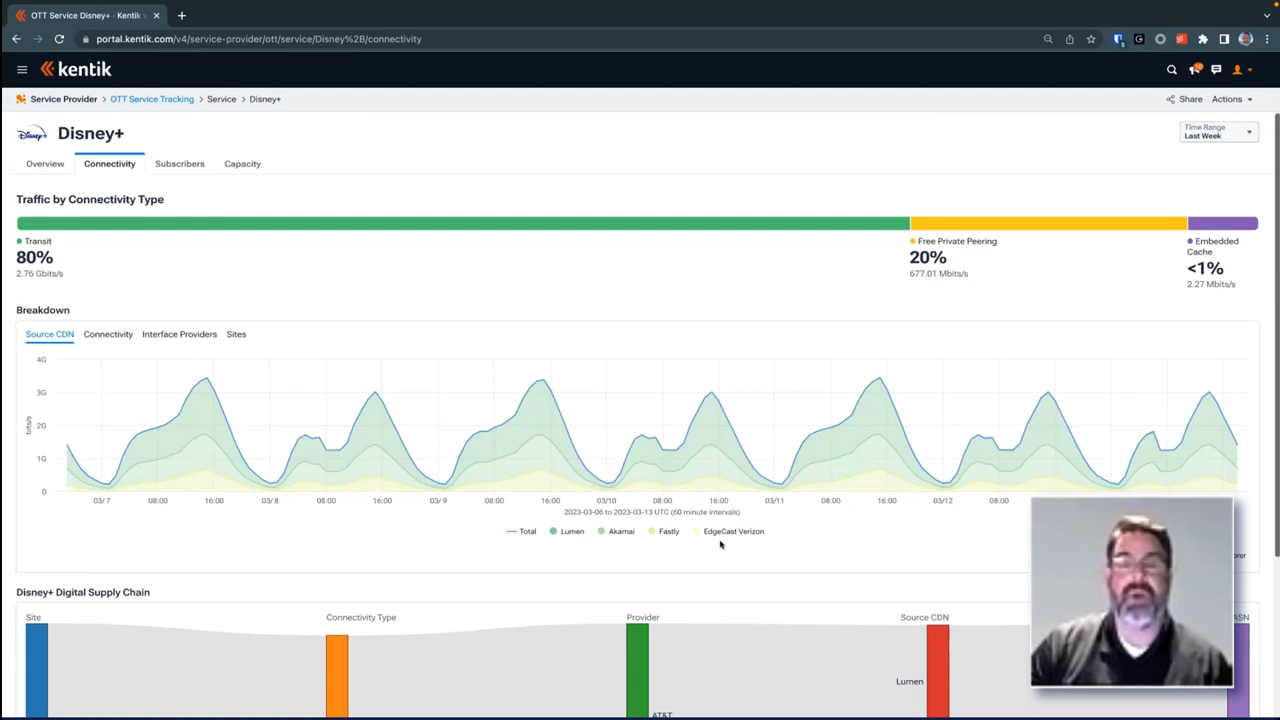 OTT Service Disney+ · Kentik
portal.kentik.com/v4/service-provider/ott/service/Disney%2B/connectivity
kentik
Service Provider > OTT Service Tracking > Service > Disney+
Share Actions
Disney+
Disney+
Time Range
Last Week
Overview Connectivity Subscribers Capacity
Traffic by Connectivity Type
Transit
80%
2.76 Gbits/s
Free Private Peering
20%
677.01 Mbits/s
Embedded
Cache
<1%
2.27 Mbits/s
Breakdown
Source CDN Connectivity Interface Providers Sites
4G
3G
2G
1G
0
bits/s
03/7 08:00 16:00 03/8 08:00 16:00 03/9 08:00 16:00 03/10 08:00 16:00 03/11 08:00 16:00 03/12 08:00
2023-03-06 to 2023-03-13 UTC (60 minute intervals)
Total Lumen Akamai Fastly EdgeCast Verizon
Disney+ Digital Supply Chain
Site Connectivity Type Provider Source CDN ASN
Lumen
AT&T